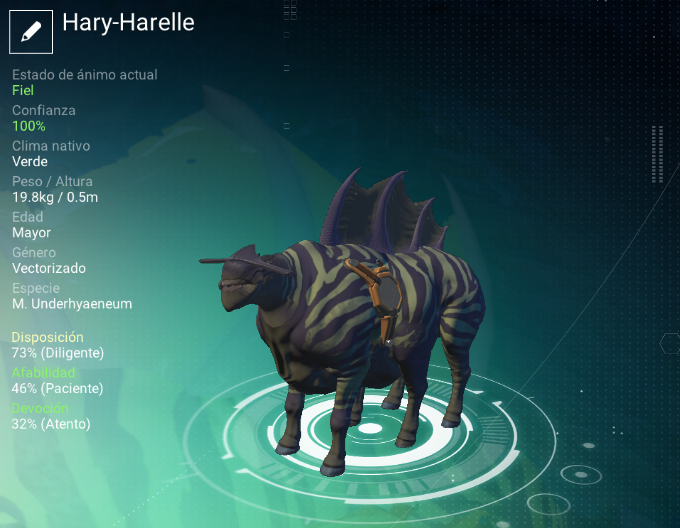 Hary-Harelle
Estado de ánimo actual
Fiel
Confianza
100%
Clima nativo
Verde
Peso / Altura
19.8kg / 0.5m
Edad
Mayor
Género
Vectorizado
Especie
M. Underhyaeneum
Disposición
73% (Diligente)
Afabilidad
46% (Paciente)
Devoción
32% (Atento)